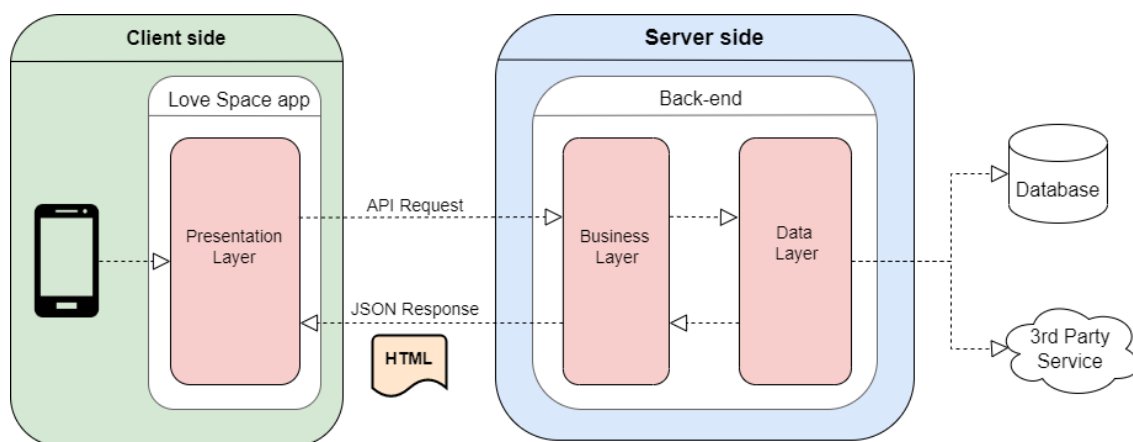 Client side
Server side
Love Space app
Back-end
Presentation
Layer
API Request
JSON Response
HTML
Business
Layer
Data
Layer
Database
3rd Party
Service